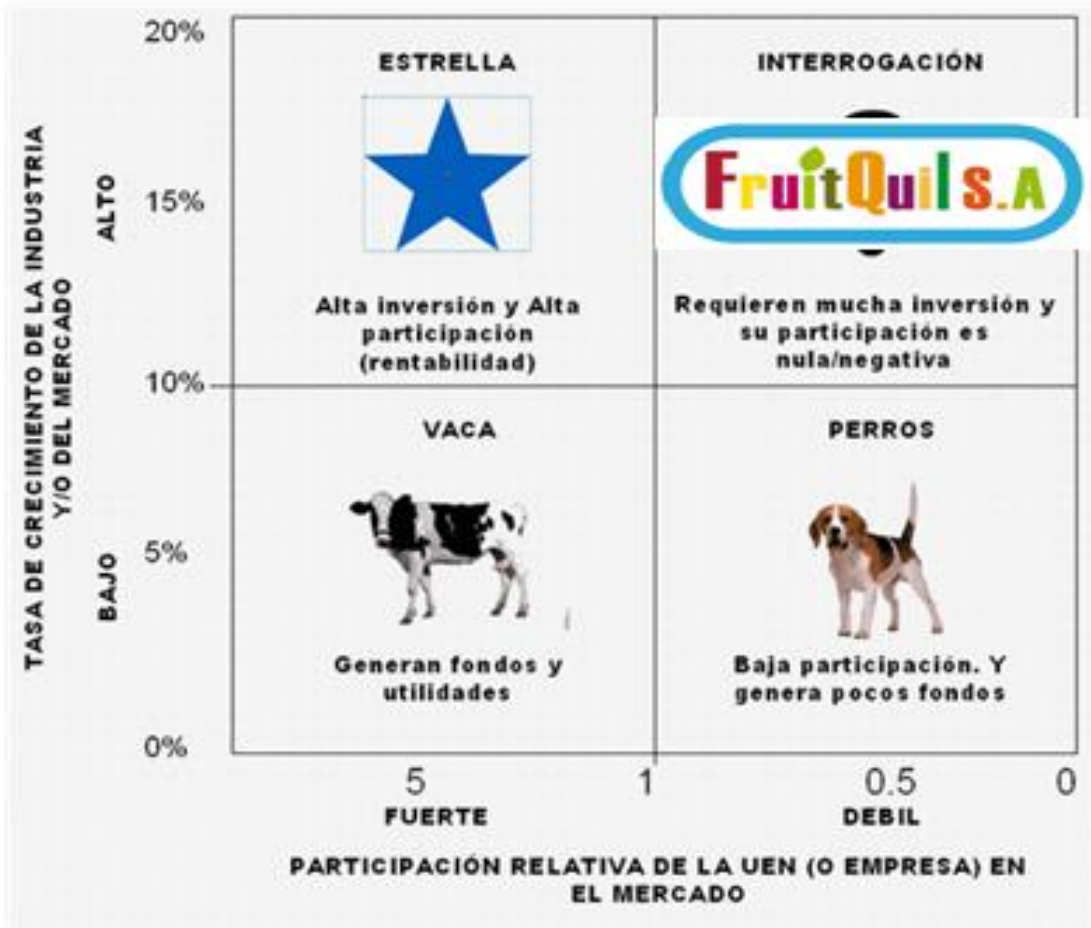 20%
ESTRELLA
INTERROGACIÓN
15%
FruitQuil S.A
Alta inversión y Alta
participación
(rentabilidad)
Requieren mucha inversión y
su participación es
nula/negativa
10%
VACA
PERROS
5%
Generan fondos y
utilidades
Baja participación. Y
genera pocos fondos
0%
TASA DE CRECIMIENTO DE LA INDUSTRIA
Y/O DEL MERCADO
ALTO
BAJO
5
1
0.5
0
FUERTE
DEBIL
PARTICIPACIÓN RELATIVA DE LA UEN (O EMPRESA) EN
EL MERCADO